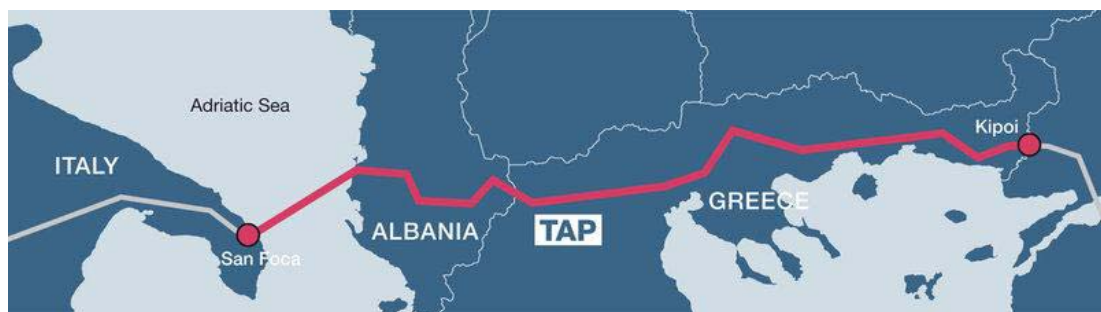 Adriatic Sea
Kipoi
ITALY
GREECE
ALBANIA
TAP
San Foca